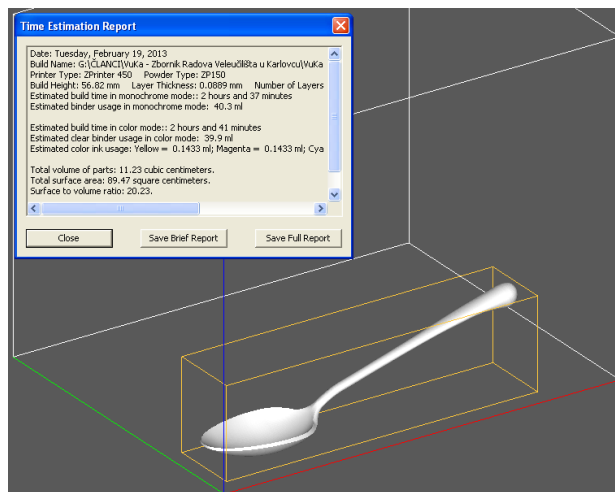 Time Estimation Report
Date: Tuesday, February 19, 2013
Build Name: G:\ČLANCI\VuKa - Zbornik Radova Veleučilišta u Karlovcu\VuKa
Printer Type: ZPrinter 450 Powder Type: ZP150
Build Height: 56.82 mm Layer Thickness: 0.0889 mm Number of Layers
Estimated build time in monochrome mode:: 2 hours and 37 minutes
Estimated binder usage in monochrome mode: 40.3 ml
Estimated build time in color mode:: 2 hours and 41 minutes
Estimated clear binder usage in color mode: 39.9 ml
Estimated color ink usage: Yellow = 0.1433 ml; Magenta = 0.1433 ml; Cya
Total volume of parts: 11.23 cubic centimeters.
Total surface area: 89.47 square centimeters.
Surface to volume ratio: 20.23.
Close Save Brief Report Save Full Report